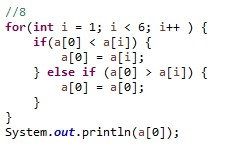 //8
for(int i = 1; i < 6; i++ ) {
    if(a[0] < a[i]) {
        a[0] = a[i];
    } else if (a[0] > a[i]) {
        a[0] = a[0];
    }
}
System.out.println(a[0]);